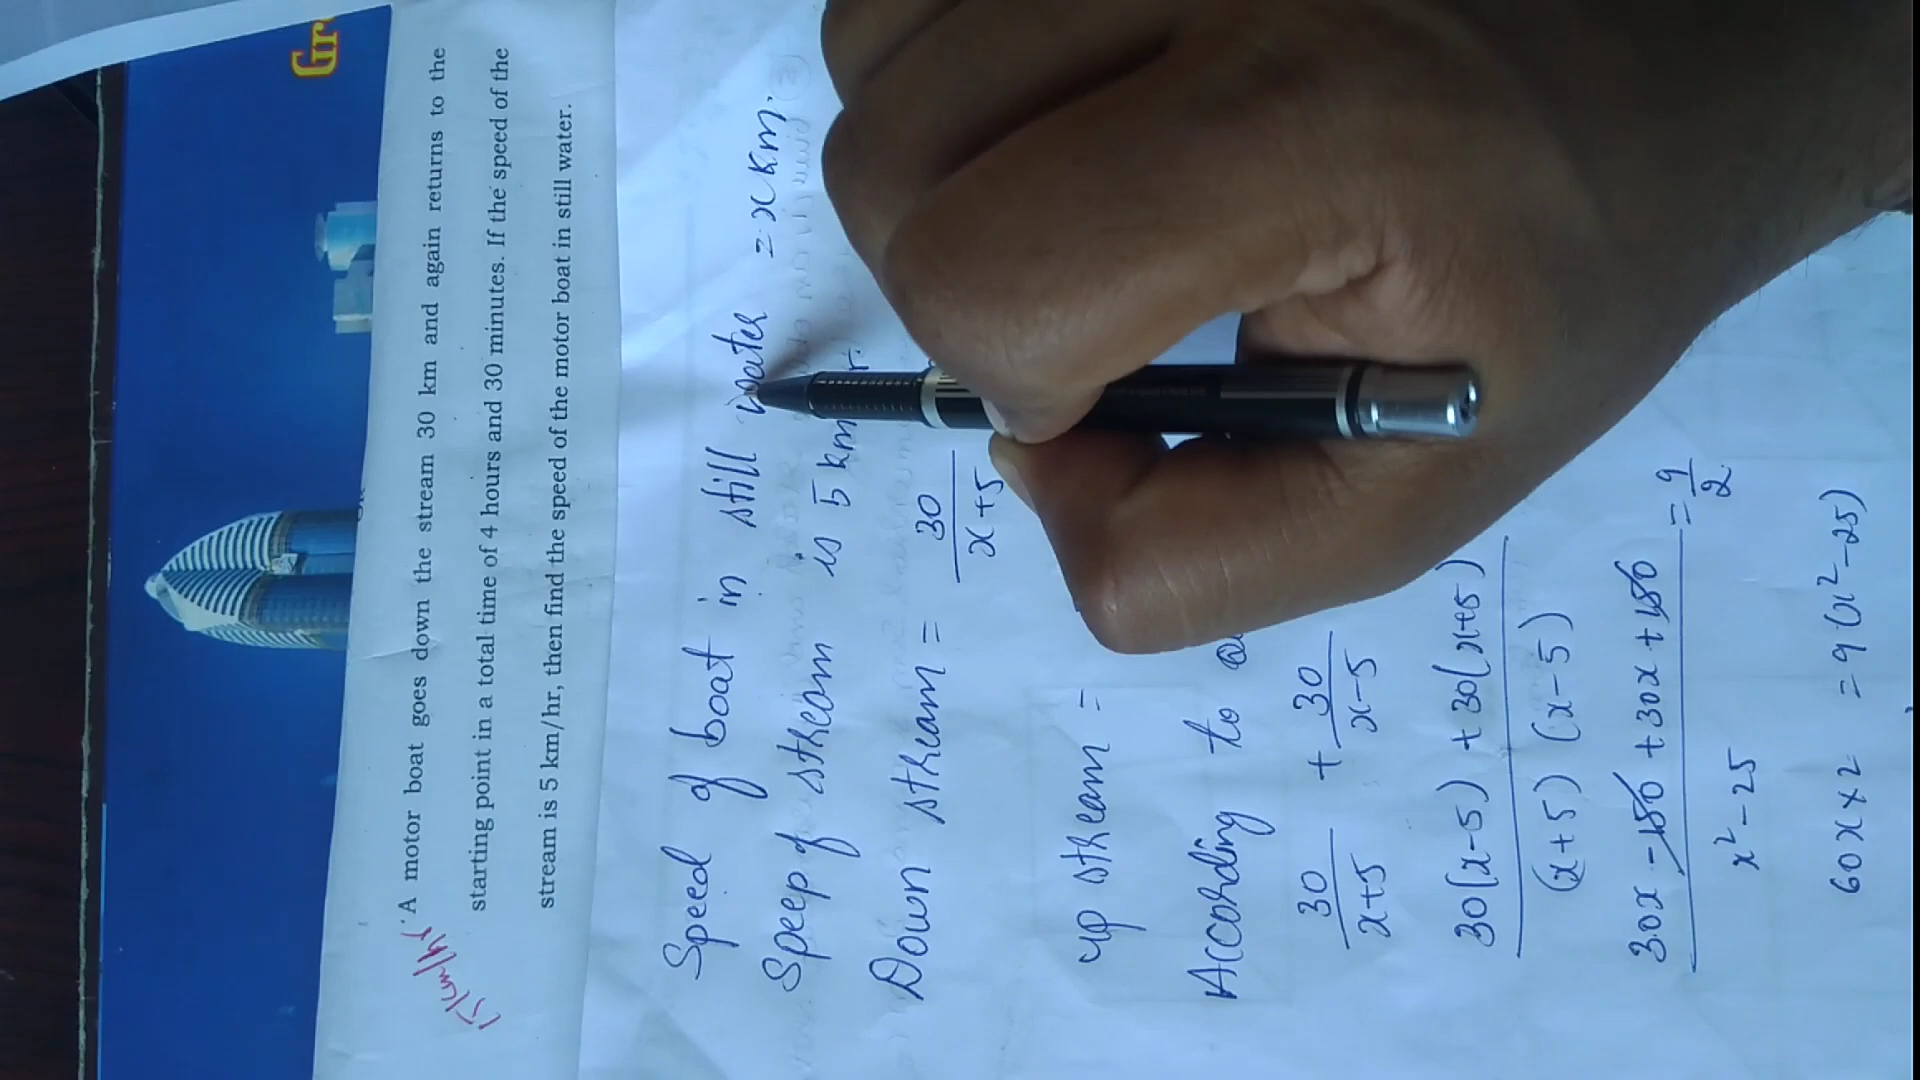 Gr
A motor boat goes down the stream 30 km and again returns to the
starting point in a total time of 4 hours and 30 minutes. If the speed of the
stream is 5 km/hr, then find the speed of the motor boat in still water.
Speed of boat in still water = x km.
Speep of stream is 5 km r.
Down stream = 30/x+5
up stream =
According to
30/x+5 + 30/x-5
30(x-5) + 30(x+5)
(x+5) (x-5)
30x - 150 + 30x + 150 = 9/2
x² - 25
60x x 2 = 9 (x² - 25)